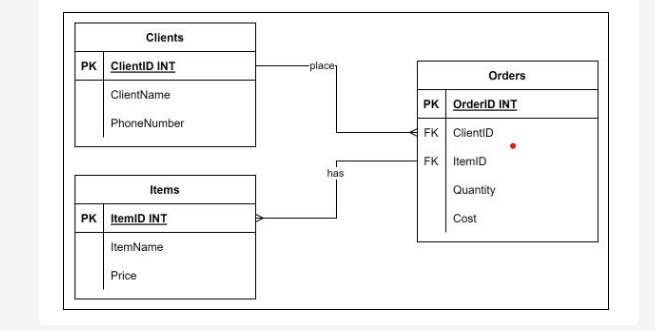 Clients
PK ClientID INT
ClientName
PhoneNumber
place
Orders
PK OrderID INT
FK ClientID
FK ItemID
Quantity
Cost
has
Items
PK ItemID INT
ItemName
Price